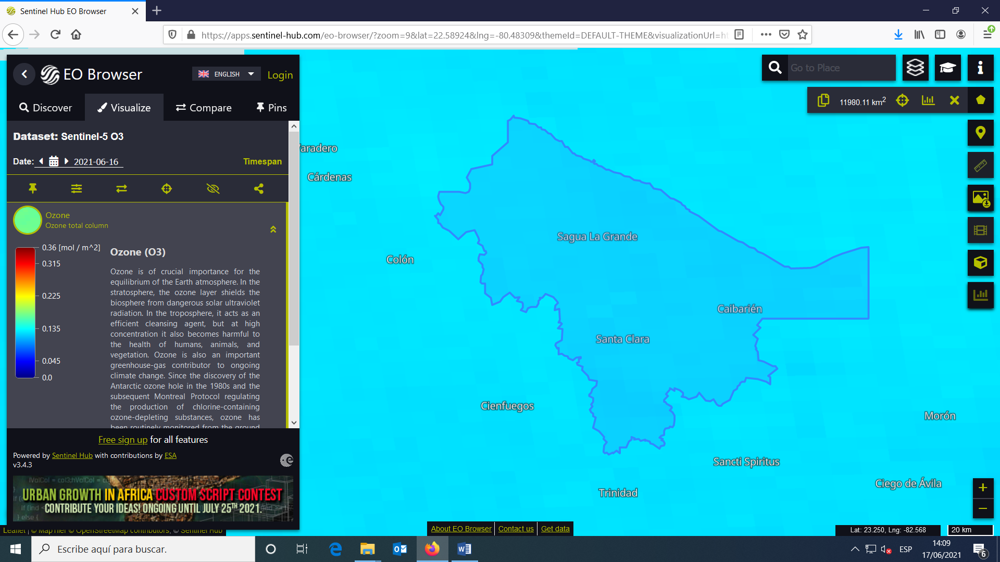 Sentinel Hub EO Browser
https://apps.sentinel-hub.com/eo-browser/?zoom=9&lat=22.58924&lng=-80.48309&themeId=DEFAULT-THEME&visualizationUrl=ht
EO Browser
ENGLISH
Login
Discover
Visualize
Compare
Pins
Dataset: Sentinel-5 O3
Date: 2021-06-16
Timespan
Ozone
Ozone total column
0.36 [mol / m^2]
0.315
0.225
0.135
0.045
0.0
Ozone (O3)
Ozone is of crucial importance for the
equilibrium of the Earth atmosphere. In the
stratosphere, the ozone layer shields the
biosphere from dangerous solar ultraviolet
radiation. In the troposphere, it acts as an
efficient cleansing agent, but at high
concentration it also becomes harmful to
the health of humans, animals, and
vegetation. Ozone is also an important
greenhouse-gas contributor to ongoing
climate change. Since the discovery of the
Antarctic ozone hole in the 1980s and the
subsequent Montreal Protocol regulating
the production of chlorine-containing
ozone-depleting substances, ozone has
been routinely monitored from the ground
Free sign up for all features
Powered by Sentinel Hub with contributions by ESA
v3.4.3
URBAN GROWTH IN AFRICA CUSTOM SCRIPT CONTEST
CONTRIBUTE YOUR IDEAS! ONGOING UNTIL JULY 25TH 2021.
Leaflet | © MapTiler © OpenStreetMap contributors, © Sentinel Hub
Go to Place
11980.11 km2
aradero
Cárdenas
Colón
Sagua La Grande
Caibarién
Santa Clara
Cienfuegos
Morón
Sancti Spiritus
Ciego de Ávila
Trinidad
About EO Browser
Contact us
Get data
Lat: 23.250, Lng: -82.568
20 km
Escribe aquí para buscar.
ESP
14:09
17/06/2021
6